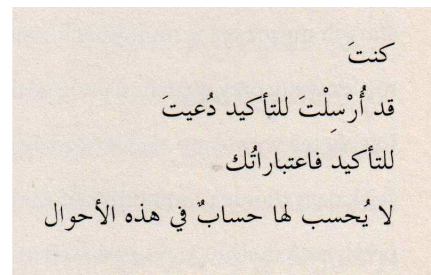 كنتَ
قد أُرْسِلْتَ للتأكيد دُعيتَ
للتأكيد فاعتباراتُك
لا يُحسب لها حسابٌ في هذه الأحوال